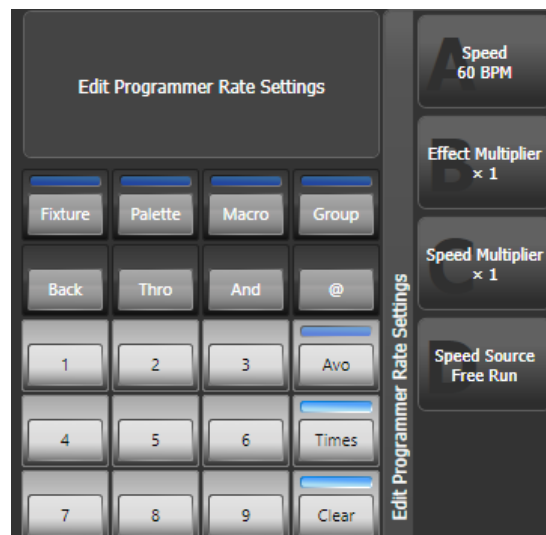 Edit Programmer Rate Settings
Fixture Palette Macro Group
Back Thro And @
1 2 3 Avo
4 5 6 Times
7 8 9 Clear
Edit Programmer Rate Settings
A
Speed
60 BPM
B
Effect Multiplier
× 1
C
Speed Multiplier
× 1
D
Speed Source
Free Run